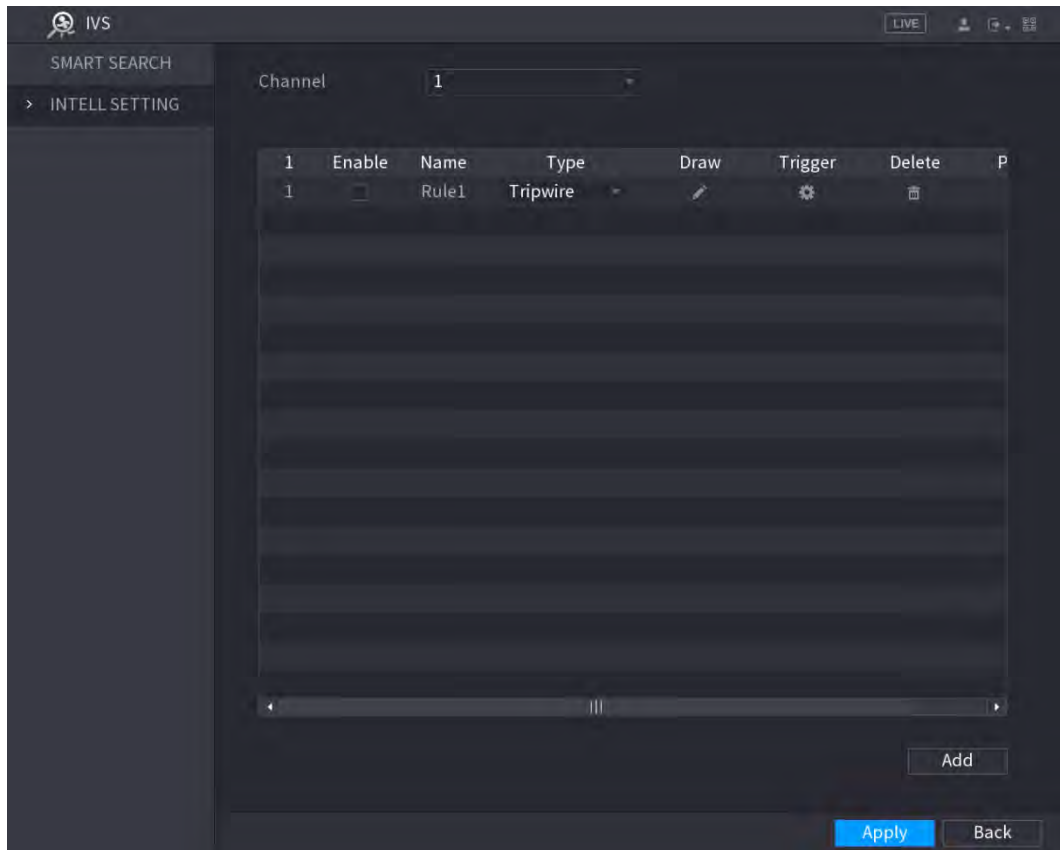 IVS
LIVE
SMART SEARCH
INTELL SETTING
Channel 1
1 Enable Name Type Draw Trigger Delete P
1 Rule1 Tripwire
Add
Apply Back